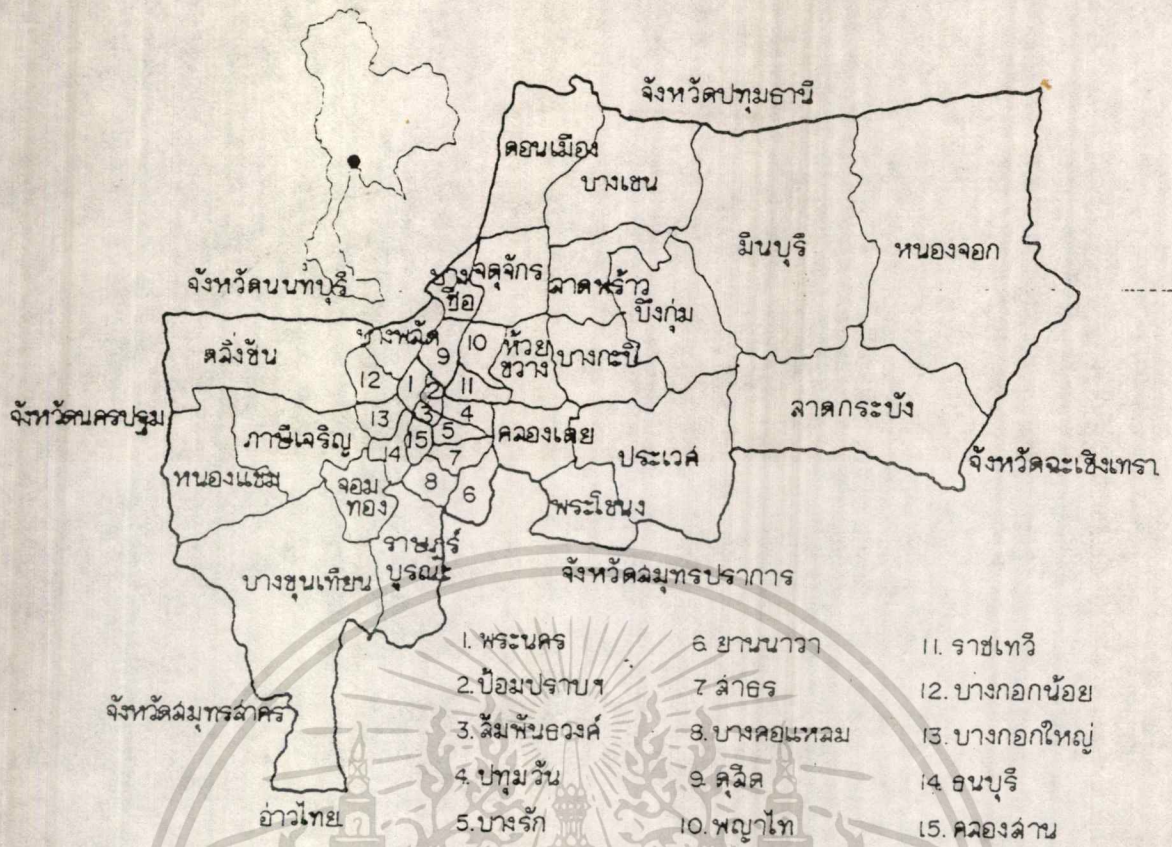 จังหวัดปทุมธานี
ดอนเมือง
บางเขน
มีนบุรี
หนองจอก
จังหวัดนนทบุรี
บาง
ซื่อ
จตุจักร
ลาดพร้าว
บึงกุ่ม
บางพลัด
9
10
ห้วย
ขวาง
บางกะปิ
ตลิ่งชัน
12
1
2
11
3
4
ลาดกระบัง
จังหวัดนครปฐม
13
15
5
คลองเตย
ประเวศ
ภาษีเจริญ
14
7
จังหวัดฉะเชิงเทรา
หนองแขม
จอม
ทอง
8
6
พระโขนง
ราษฎร์
บูรณะ
บางขุนเทียน
จังหวัดสมุทรปราการ
จังหวัดสมุทรสาคร
อ่าวไทย
1. พระนคร
2. ป้อมปราบฯ
3. สัมพันธวงศ์
4. ปทุมวัน
5. บางรัก
6. ยานนาวา
7. สาธร
8. บางคอแหลม
9. ดุสิต
10. พญาไท
11. ราชเทวี
12. บางกอกน้อย
13. บางกอกใหญ่
14. ธนบุรี
15. คลองสาน